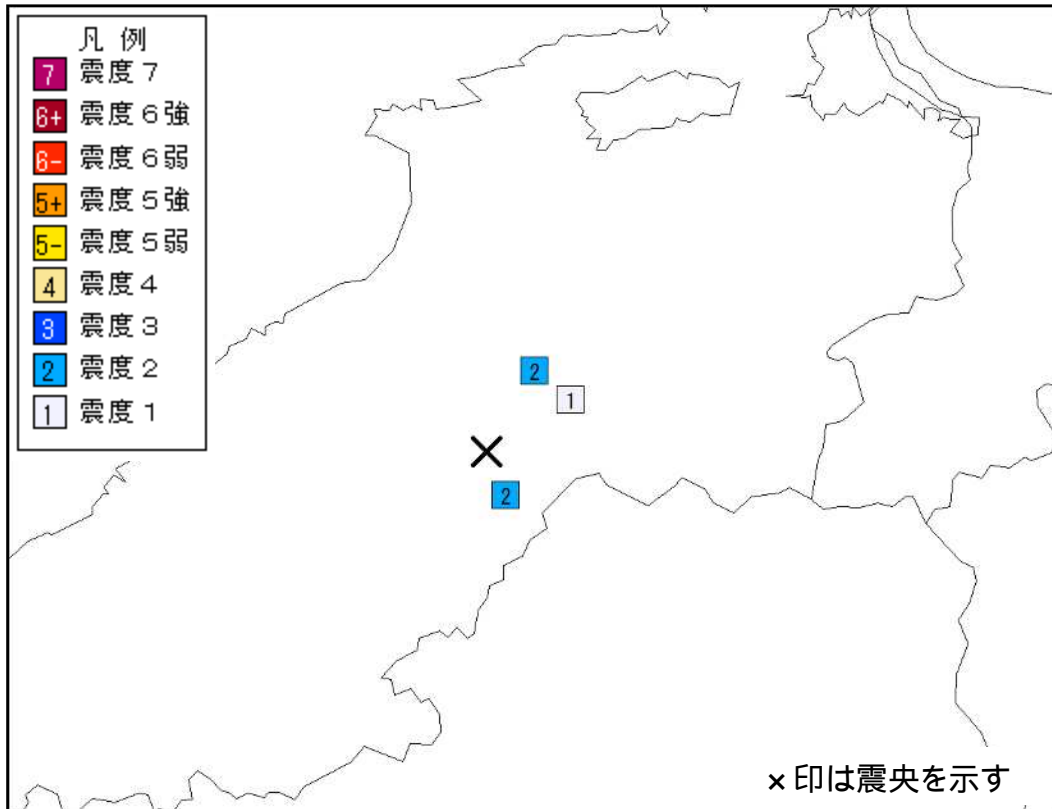 凡 例
7 震度７
6+ 震度６強
6- 震度６弱
5+ 震度５強
5- 震度５弱
4 震度４
3 震度３
2 震度２
1 震度１
2
1
2
×印は震央を示す